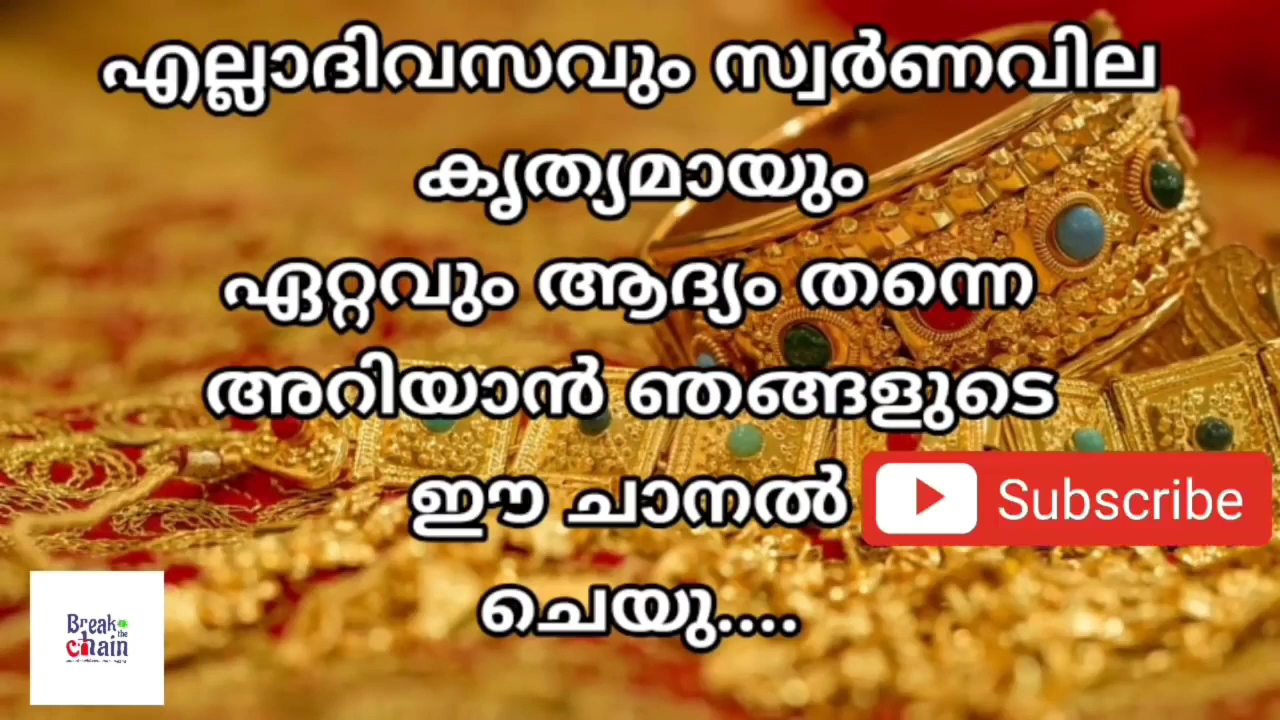 എല്ലാദിവസവും സ്വർണവില
കൃത്യമായും
ഏറ്റവും ആദ്യം തന്നെ
അറിയാൻ ഞങ്ങളുടെ
ഈ ചാനൽ Subscribe
ചെയു....
Break
the
chain